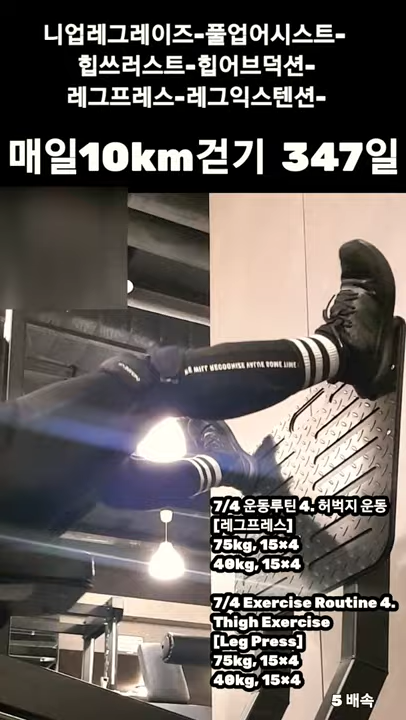 니업레그레이즈-풀업어시스트-
힙쓰러스트-힙어브덕션-
레그프레스-레그익스텐션-
매일10km걷기 347일
7/4 운동루틴 4. 허벅지 운동
[레그프레스]
75kg, 15×4
40kg, 15×4
7/4 Exercise Routine 4.
Thigh Exercise
[Leg Press]
75kg, 15×4
40kg, 15×4
5 배속